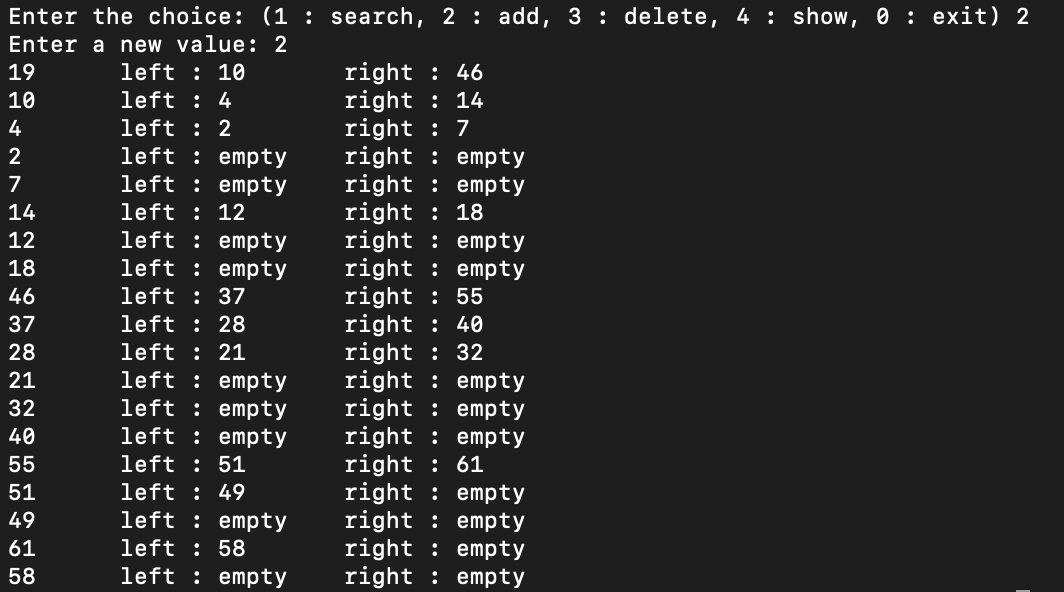 Enter the choice: (1 : search, 2 : add, 3 : delete, 4 : show, 0 : exit) 2
Enter a new value: 2
19 left : 10 right : 46
10 left : 4 right : 14
4 left : 2 right : 7
2 left : empty right : empty
7 left : empty right : empty
14 left : 12 right : 18
12 left : empty right : empty
18 left : empty right : empty
46 left : 37 right : 55
37 left : 28 right : 40
28 left : 21 right : 32
21 left : empty right : empty
32 left : empty right : empty
40 left : empty right : empty
55 left : 51 right : 61
51 left : 49 right : empty
49 left : empty right : empty
61 left : 58 right : empty
58 left : empty right : empty